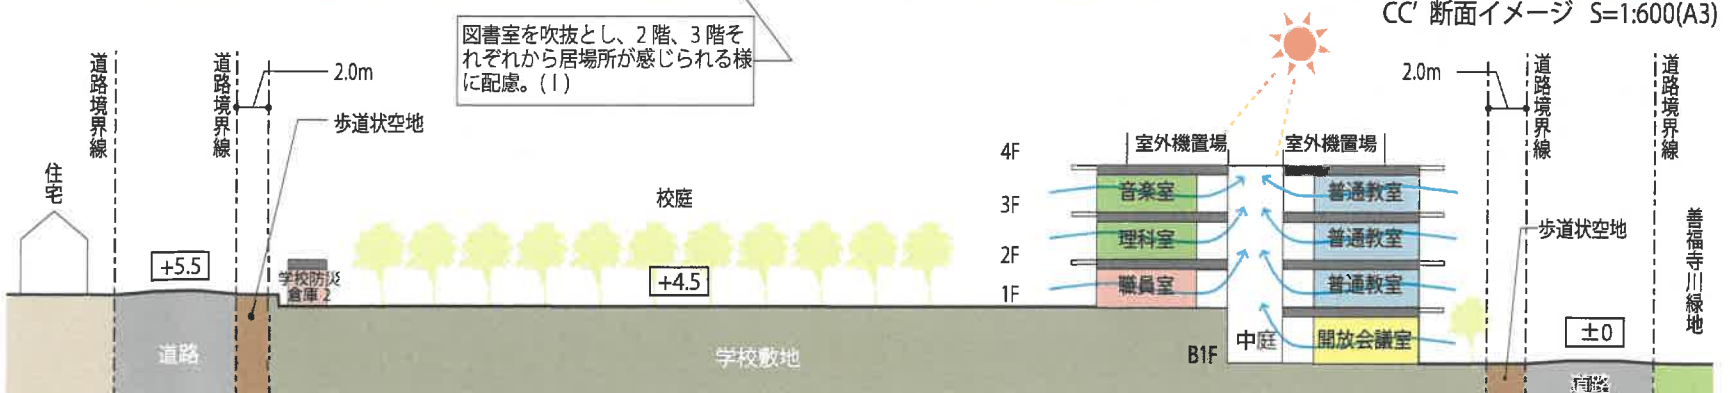 CC’ 断面イメージ S=1:600(A3)
図書室を吹抜とし、2階、3階そ
れぞれから居場所が感じられる様
に配慮。(1)
道路境界線
道路境界線
2.0m
歩道状空地
住宅
+5.5
学校防災
倉庫2
校庭
+4.5
道路
学校敷地
4F
3F
2F
1F
B1F
室外機置場
室外機置場
音楽室
普通教室
理科室
普通教室
職員室
普通教室
中庭
開放会議室
2.0m
道路境界線
道路境界線
歩道状空地
善福寺川緑地
±0
道路